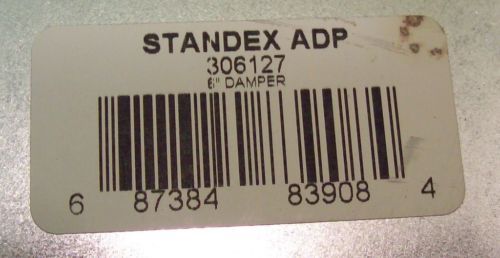 STANDEX ADP
306127
6" DAMPER
6 87384 83908 4